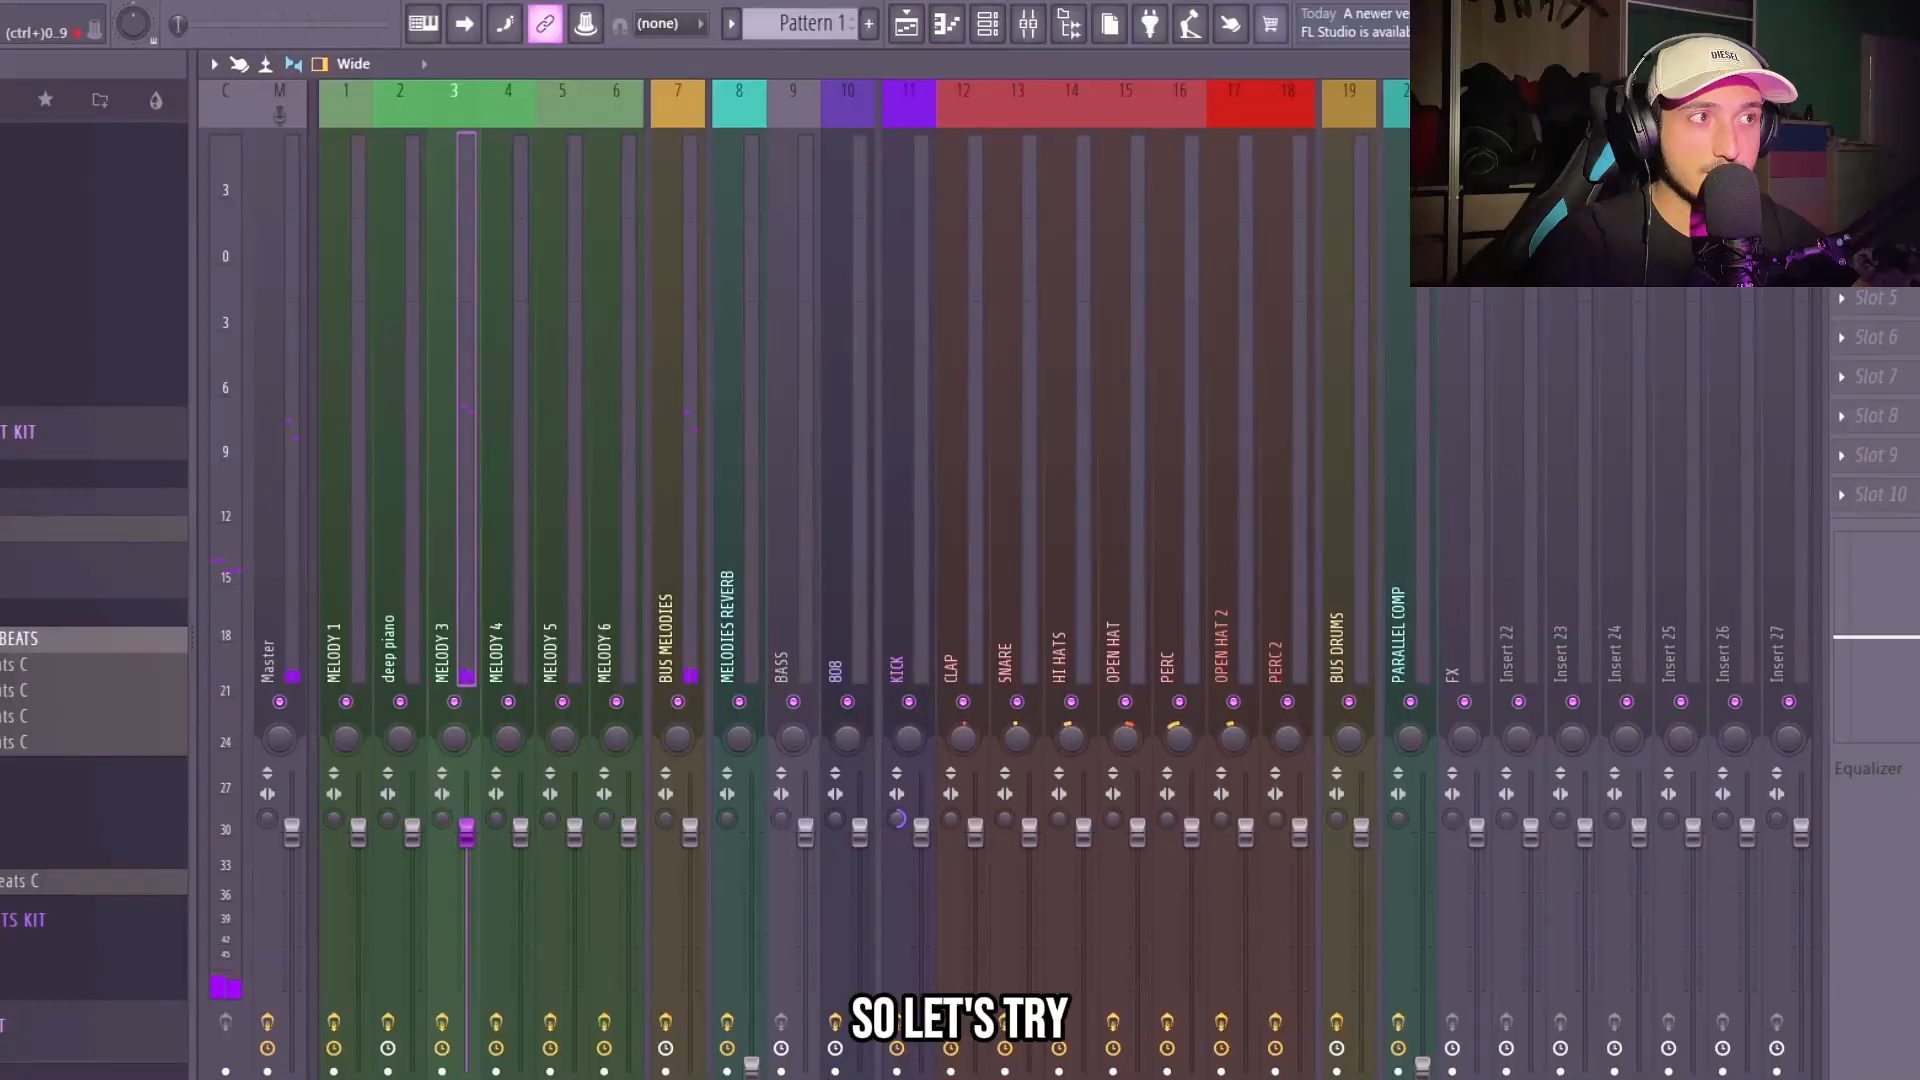 (ctrl+)0..9
(none)
Pattern 1
Today A newer ve
FL Studio is availab
DIESEL
Wide
C M 1 2 3 4 5 6 7 8 9 10 11 12 13 14 15 16 17 18 19 2
3
0
3
6
9
12
15
18
21
24
27
30
33
36
39
42
45
Master
MELODY 1
deep piano
MELODY 3
MELODY 4
MELODY 5
MELODY 6
BUS MELODIES
MELODIES REVERB
BASS
808
KICK
CLAP
SNARE
HI HATS
OPEN HAT
PERC
OPEN HAT 2
PERC 2
BUS DRUMS
PARALLEL COMP
FX
Insert 22
Insert 23
Insert 24
Insert 25
Insert 26
Insert 27
T KIT
BEATS
ts C
ts C
ts C
ts C
eats C
TS KIT
T
Slot 5
Slot 6
Slot 7
Slot 8
Slot 9
Slot 10
Equalizer
SO LET'S TRY